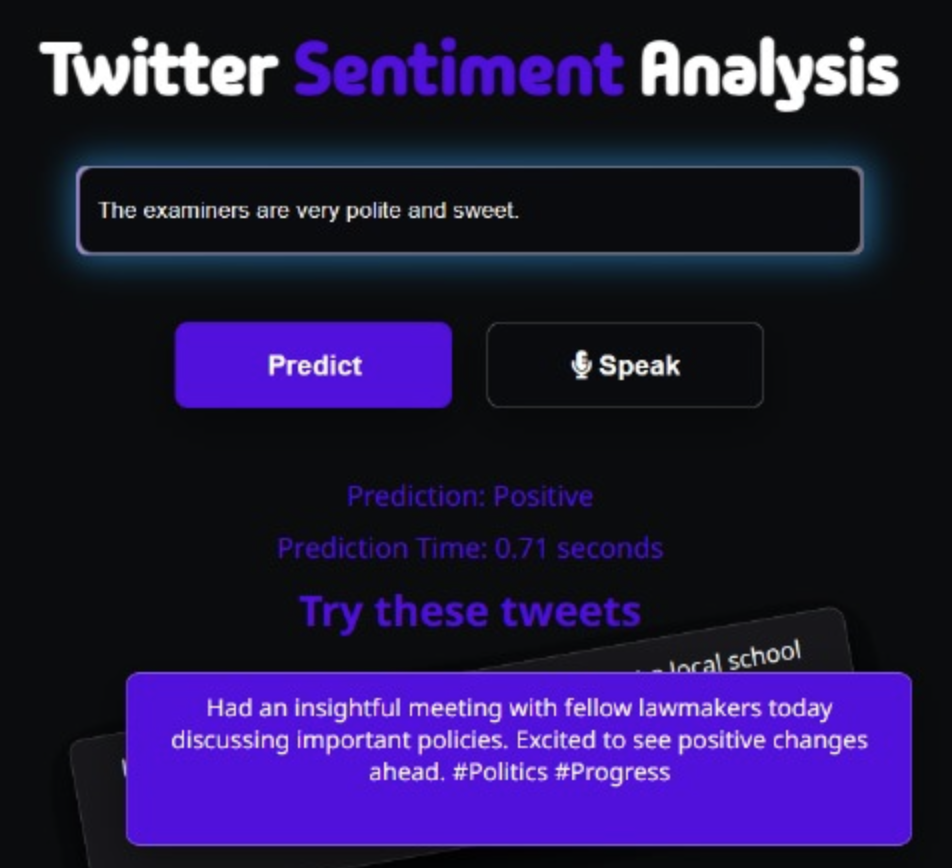 Twitter Sentiment Analysis
The examiners are very polite and sweet.
Predict
Speak
Prediction: Positive
Prediction Time: 0.71 seconds
Try these tweets
local school
Had an insightful meeting with fellow lawmakers today
discussing important policies. Excited to see positive changes
ahead. #Politics #Progress